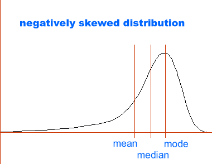 negatively skewed distribution
mean
mode
median